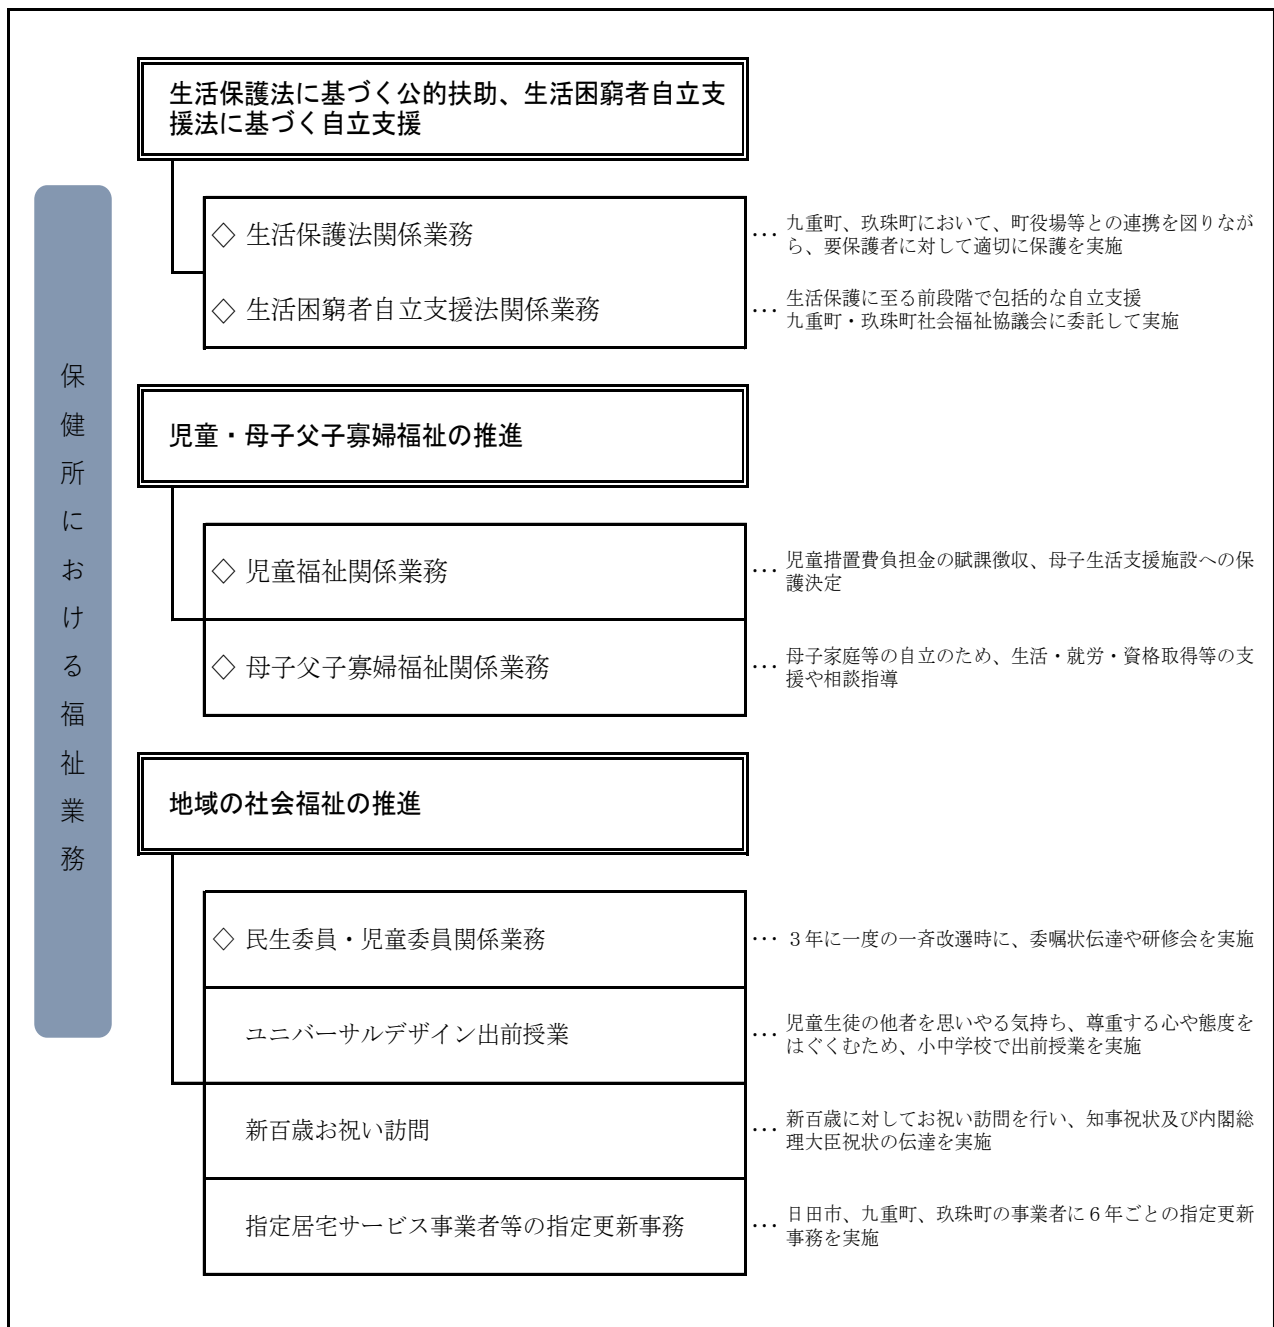 保健所における福祉業務
生活保護法に基づく公的扶助、生活困窮者自立支
援法に基づく自立支援
◇ 生活保護法関係業務
… 九重町、玖珠町において、町役場等との連携を図りなが
ら、要保護者に対して適切に保護を実施
◇ 生活困窮者自立支援法関係業務
… 生活保護に至る前段階で包括的な自立支援
九重町・玖珠町社会福祉協議会に委託して実施
児童・母子父子寡婦福祉の推進
◇ 児童福祉関係業務
… 児童措置費負担金の賦課徴収、母子生活支援施設への保
護決定
◇ 母子父子寡婦福祉関係業務
… 母子家庭等の自立のため、生活・就労・資格取得等の支
援や相談指導
地域の社会福祉の推進
◇ 民生委員・児童委員関係業務
… ３年に一度の一斉改選時に、委嘱状伝達や研修会を実施
ユニバーサルデザイン出前授業
… 児童生徒の他者を思いやる気持ち、尊重する心や態度を
はぐくむため、小中学校で出前授業を実施
新百歳お祝い訪問
… 新百歳に対してお祝い訪問を行い、知事祝状及び内閣総
理大臣祝状の伝達を実施
指定居宅サービス事業者等の指定更新事務
… 日田市、九重町、玖珠町の事業者に６年ごとの指定更新
事務を実施